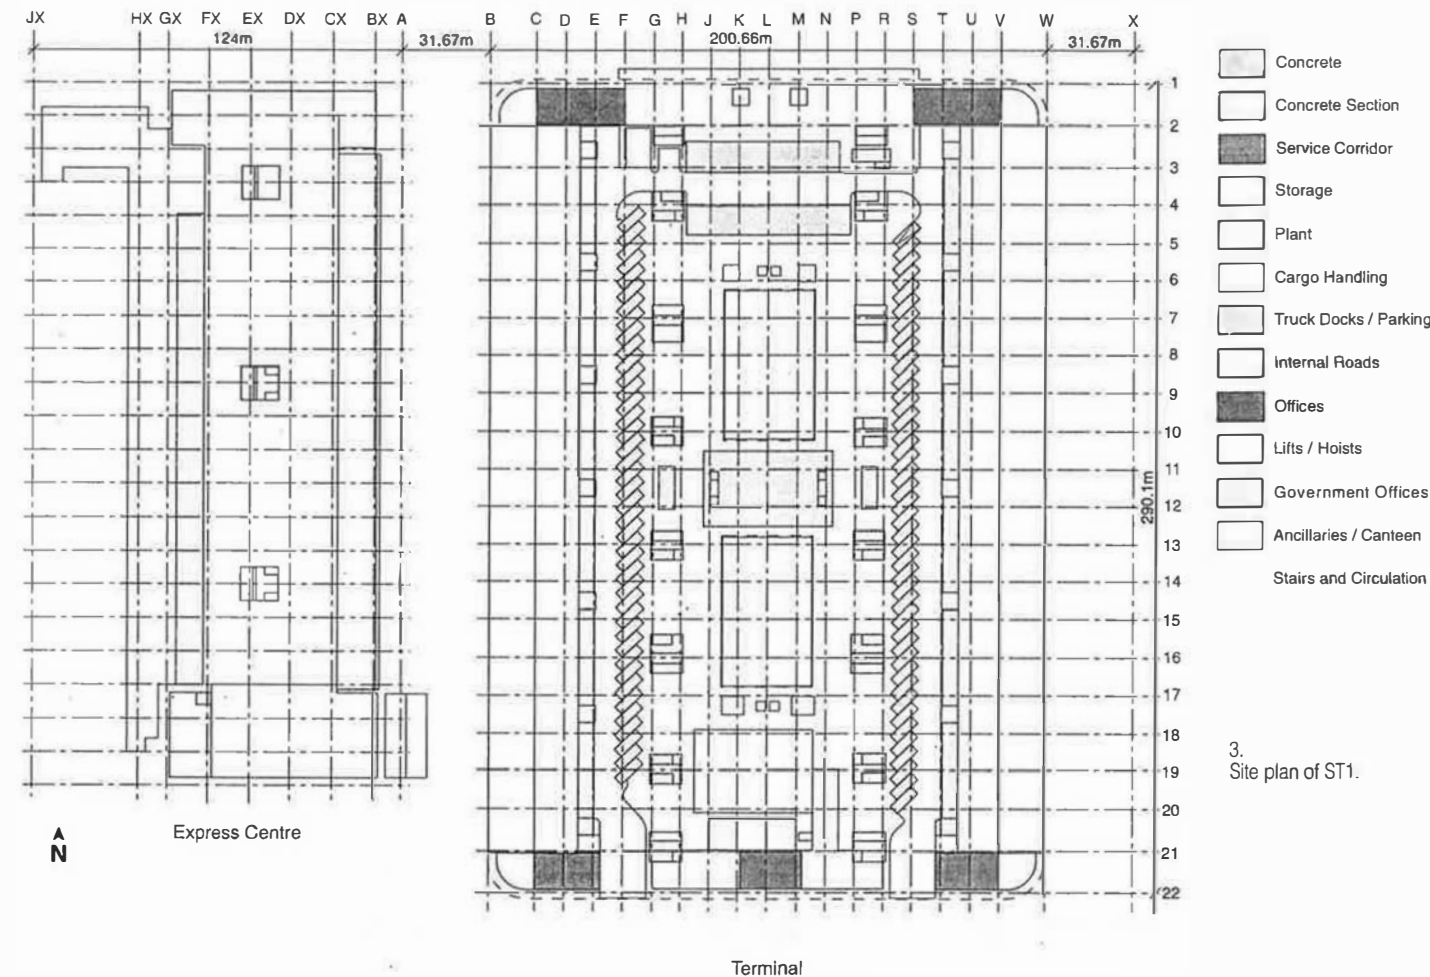 JX HX GX FX EX DX CX BX A B C D E F G H J K L M N P R S T U V W X
124m 31.67m 200.66m 31.67m
1
2
3
4
5
6
7
8
9
10
11
12
13
14
15
16
17
18
19
20
21
22
290.1m
Concrete
Concrete Section
Service Corridor
Storage
Plant
Cargo Handling
Truck Docks / Parking
Internal Roads
Offices
Lifts / Hoists
Government Offices
Ancillaries / Canteen
Stairs and Circulation
3.
Site plan of ST1.
N
Express Centre
Terminal